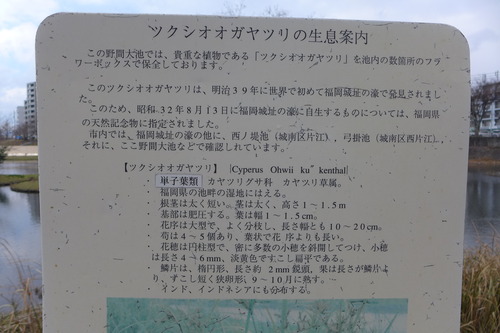 ツクシオオガヤツリの生息案内
この野間大池では、貴重な植物である「ツクシオオガヤツリ」を池内の数箇所のフラ
ワーボックスで保全しております。
このツクシオオガヤツリは、明治39年に世界で初めて福岡城址の濠で発見されまし
た。
このため、昭和32年8月13日に福岡城址の濠に自生するものについては、福岡県
の天然記念物に指定されました。
市内では、福岡城址の濠の他に、西ノ堤池（城南区片江）、弓掛池（城南区西片江）、
それに、ここ野間大池などで確認しれています。
【ツクシオオガヤツリ】 [Cyperus Ohwii ku" kenthal]
・ 単子葉類 カヤツリグサ科 カヤツリ草属。
・ 福岡県の池畔の湿地にはえる。
・ 根茎は太く短い。茎は太く、高さ1～1.5m
・ 基部は肥圧する。葉は幅1～1.5cm。
・ 花序は大型で、よく分枝し、長さ幅とも10～20cm。
・ 苞は4～5個あり、葉状で花 序よりも長い。
・ 花穂は円柱型で、密に多数の小穂を斜開してつけ、小穂
は長さ4～6mm、淡黄色ですこし扁平である。
・ 鱗片は、楕円形、長さ約 2mm鋭頭、果は長さが鱗片よ
り、すこし短く狭卵形、9～10月に熟す。
・ インド、インドネシアにも分布する。